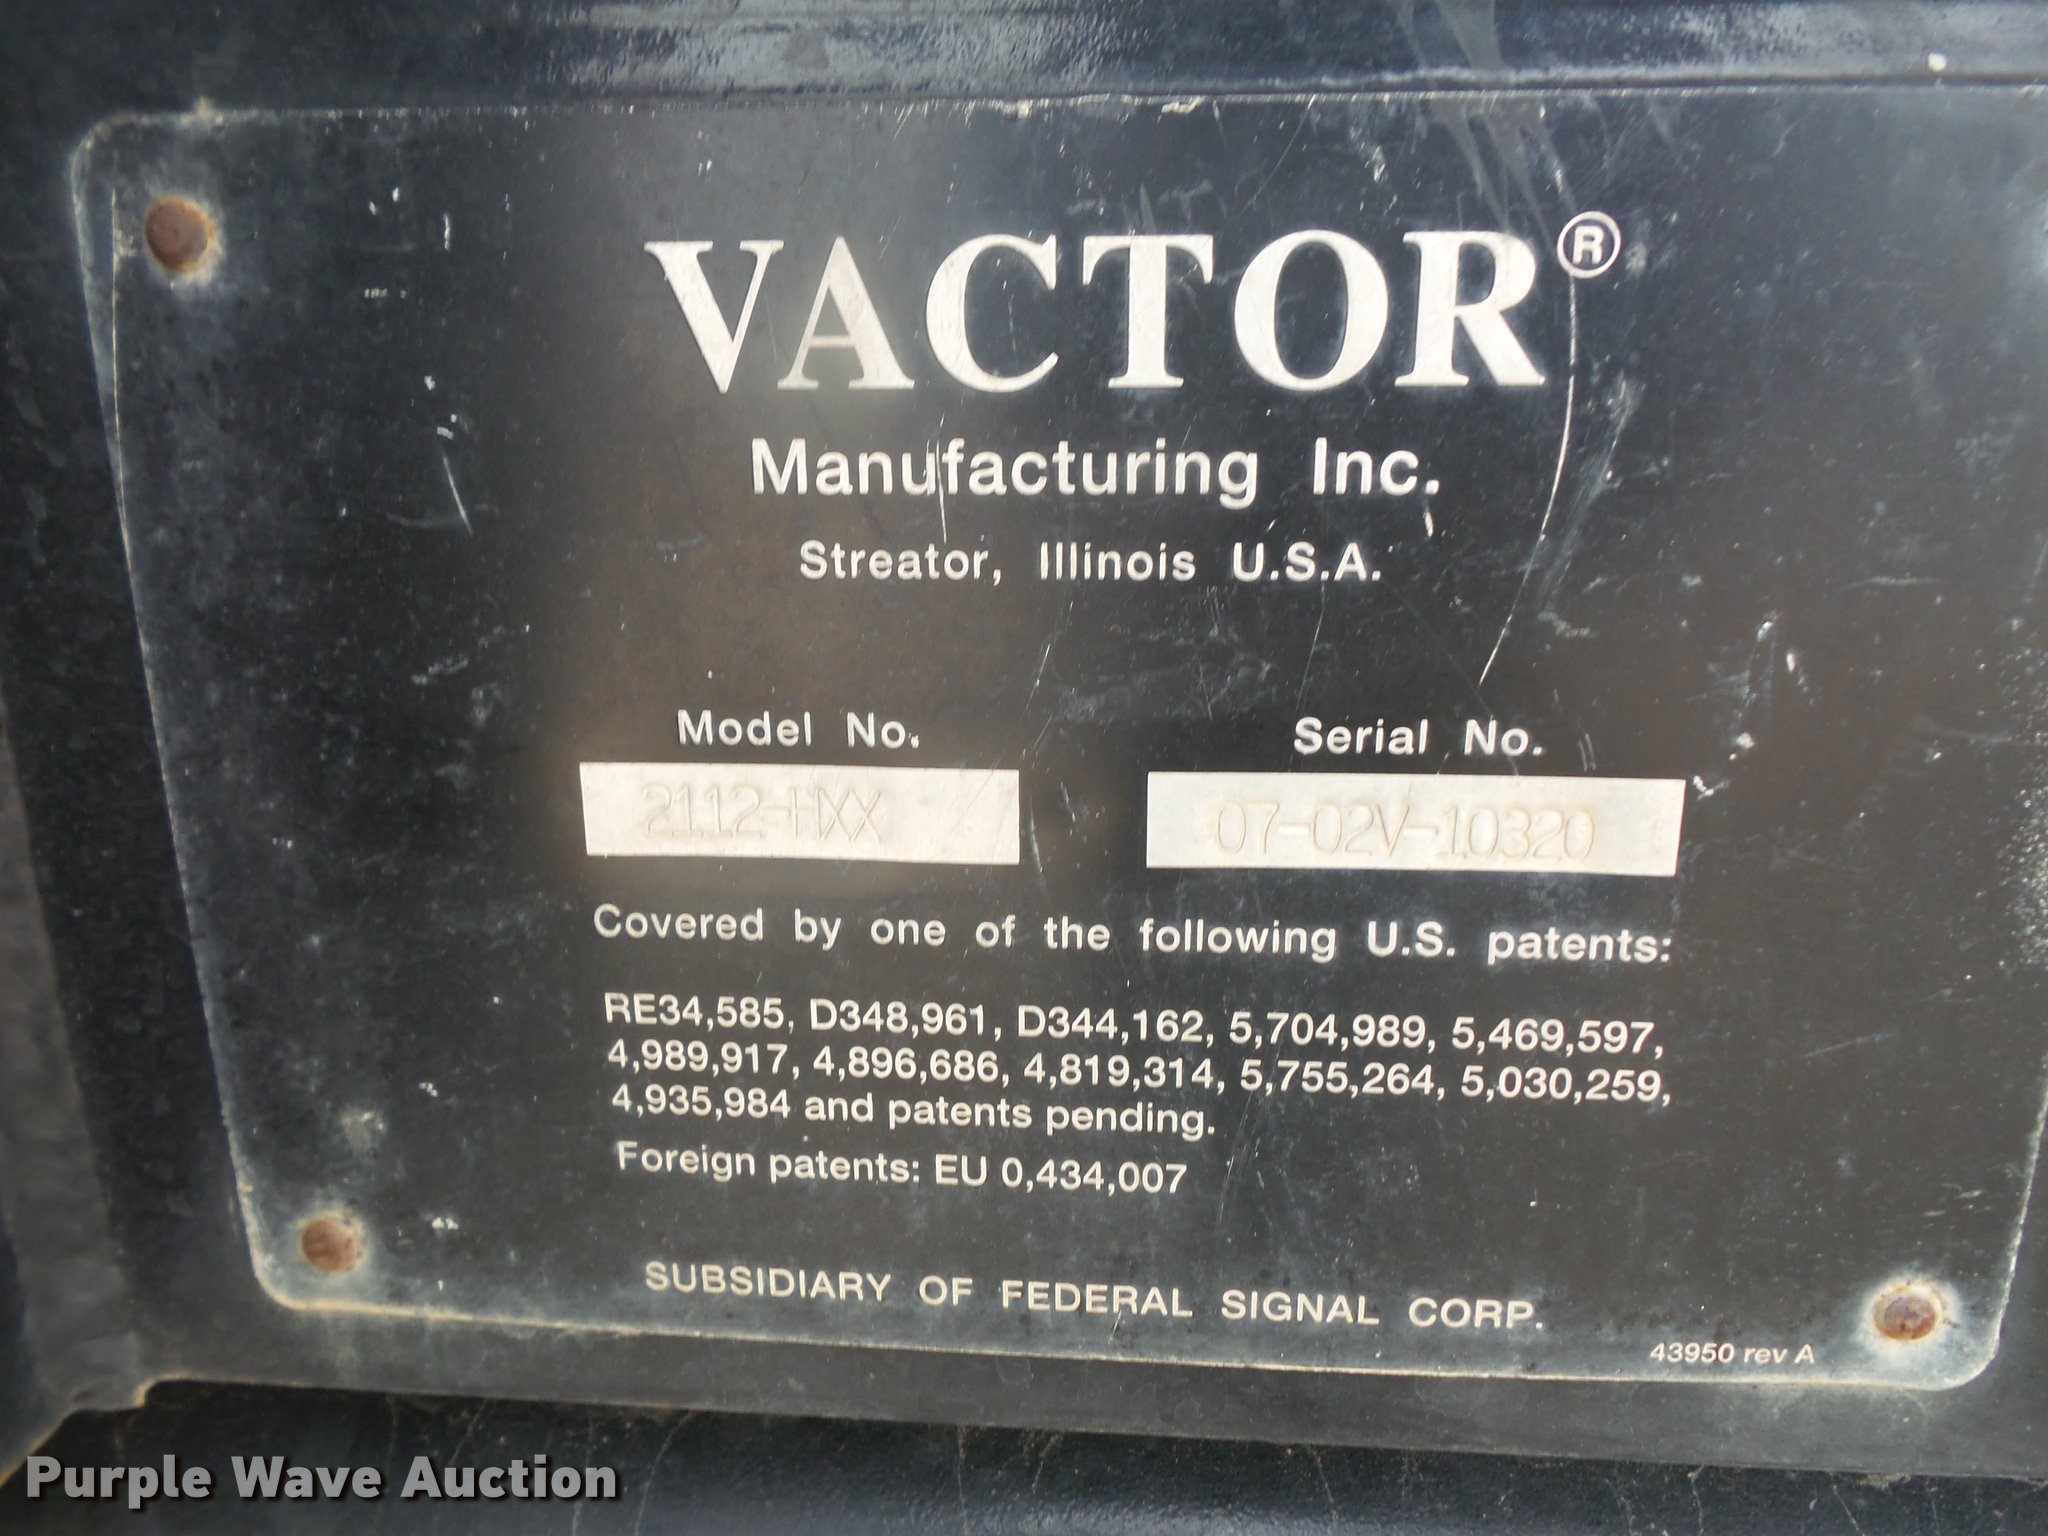 VACTOR®
Manufacturing Inc.
Streator, Illinois U.S.A.
Model No. Serial No.
2112-HXX 07-02V-10320
Covered by one of the following U.S. patents:
RE34,585, D348,961, D344,162, 5,704,989, 5,469,597,
4,989,917, 4,896,686, 4,819,314, 5,755,264, 5,030,259,
4,935,984 and patents pending.
Foreign patents: EU 0,434,007
SUBSIDIARY OF FEDERAL SIGNAL CORP.
43950 rev A
Purple Wave Auction